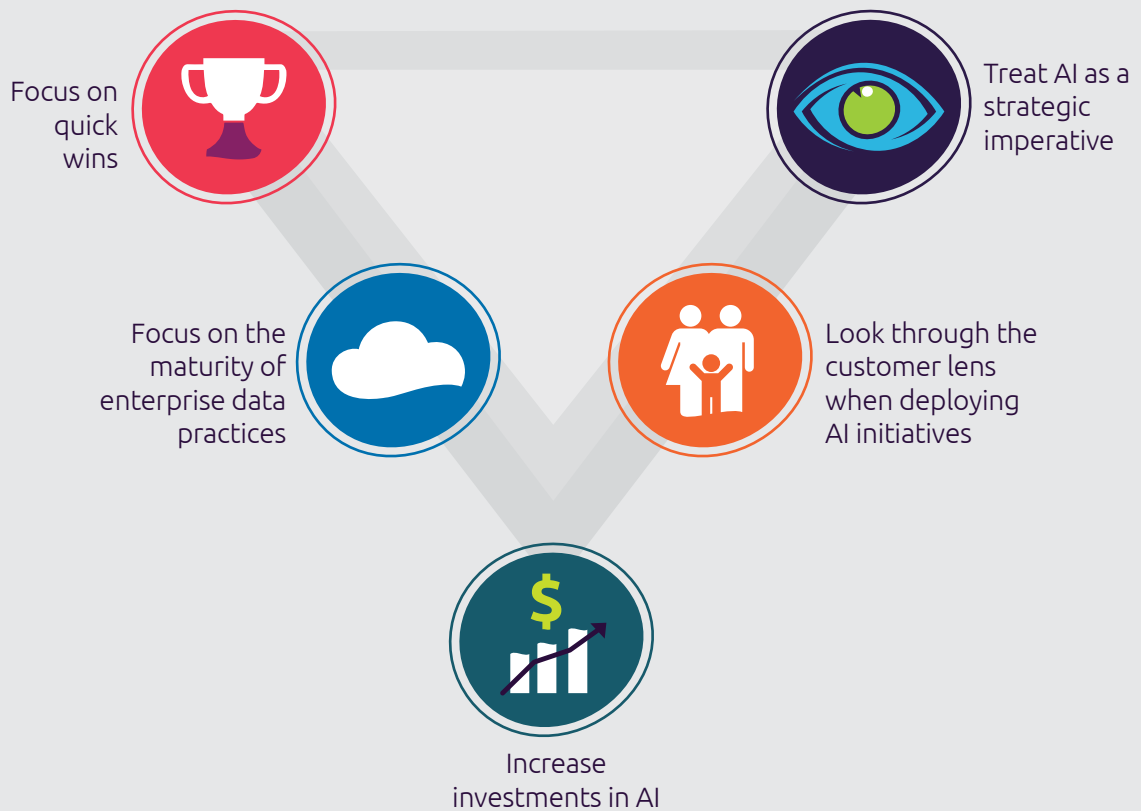 Focus on
quick
wins
Treat AI as a
strategic
imperative
Focus on the
maturity of
enterprise data
practices
Look through the
customer lens
when deploying
AI initiatives
$
Increase
investments in AI